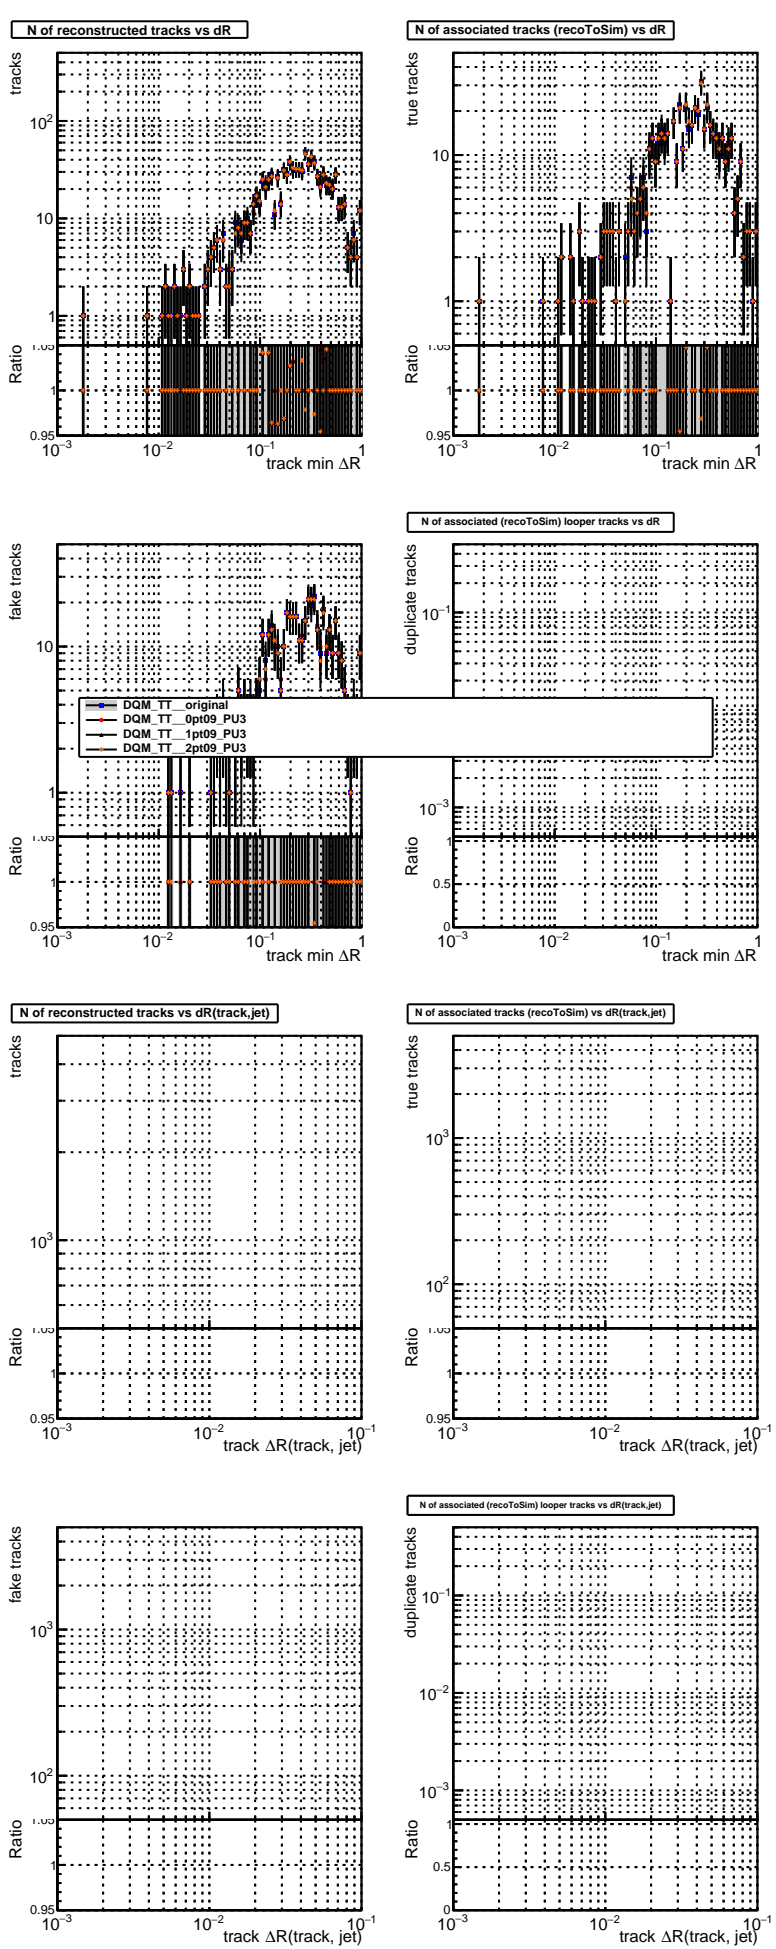 N of reconstructed tracks vs dR
tracks
10²
10
1
1.05
Ratio
1
0.95
10⁻³
10⁻²
10⁻¹
1
track min ΔR
N of associated tracks (recoToSim) vs dR
true tracks
10
1
1.05
Ratio
1
0.95
10⁻³
10⁻²
10⁻¹
1
track min ΔR
fake tracks
10
1
1.05
Ratio
1
0.95
10⁻³
10⁻²
10⁻¹
1
track min ΔR
N of associated (recoToSim) looper tracks vs dR
duplicate tracks
10⁻¹
10⁻³
Ratio
1
0.5
0
10⁻³
10⁻²
10⁻¹
1
track min ΔR
DQM_TT__original
DQM_TT__0pt09_PU3
DQM_TT__1pt09_PU3
DQM_TT__2pt09_PU3
N of reconstructed tracks vs dR(track,jet)
tracks
10³
1.05
Ratio
1
0.95
10⁻³
10⁻²
10⁻¹
track ΔR(track, jet)
N of associated tracks (recoToSim) vs dR(track,jet)
true tracks
10³
10²
1.05
Ratio
1
0.95
10⁻³
10⁻²
10⁻¹
track ΔR(track, jet)
fake tracks
10³
10²
1.05
Ratio
1
0.95
10⁻³
10⁻²
10⁻¹
track ΔR(track, jet)
N of associated (recoToSim) looper tracks vs dR(track,jet)
duplicate tracks
10⁻¹
10⁻²
10⁻³
Ratio
1
0.5
0
10⁻³
10⁻²
10⁻¹
track ΔR(track, jet)